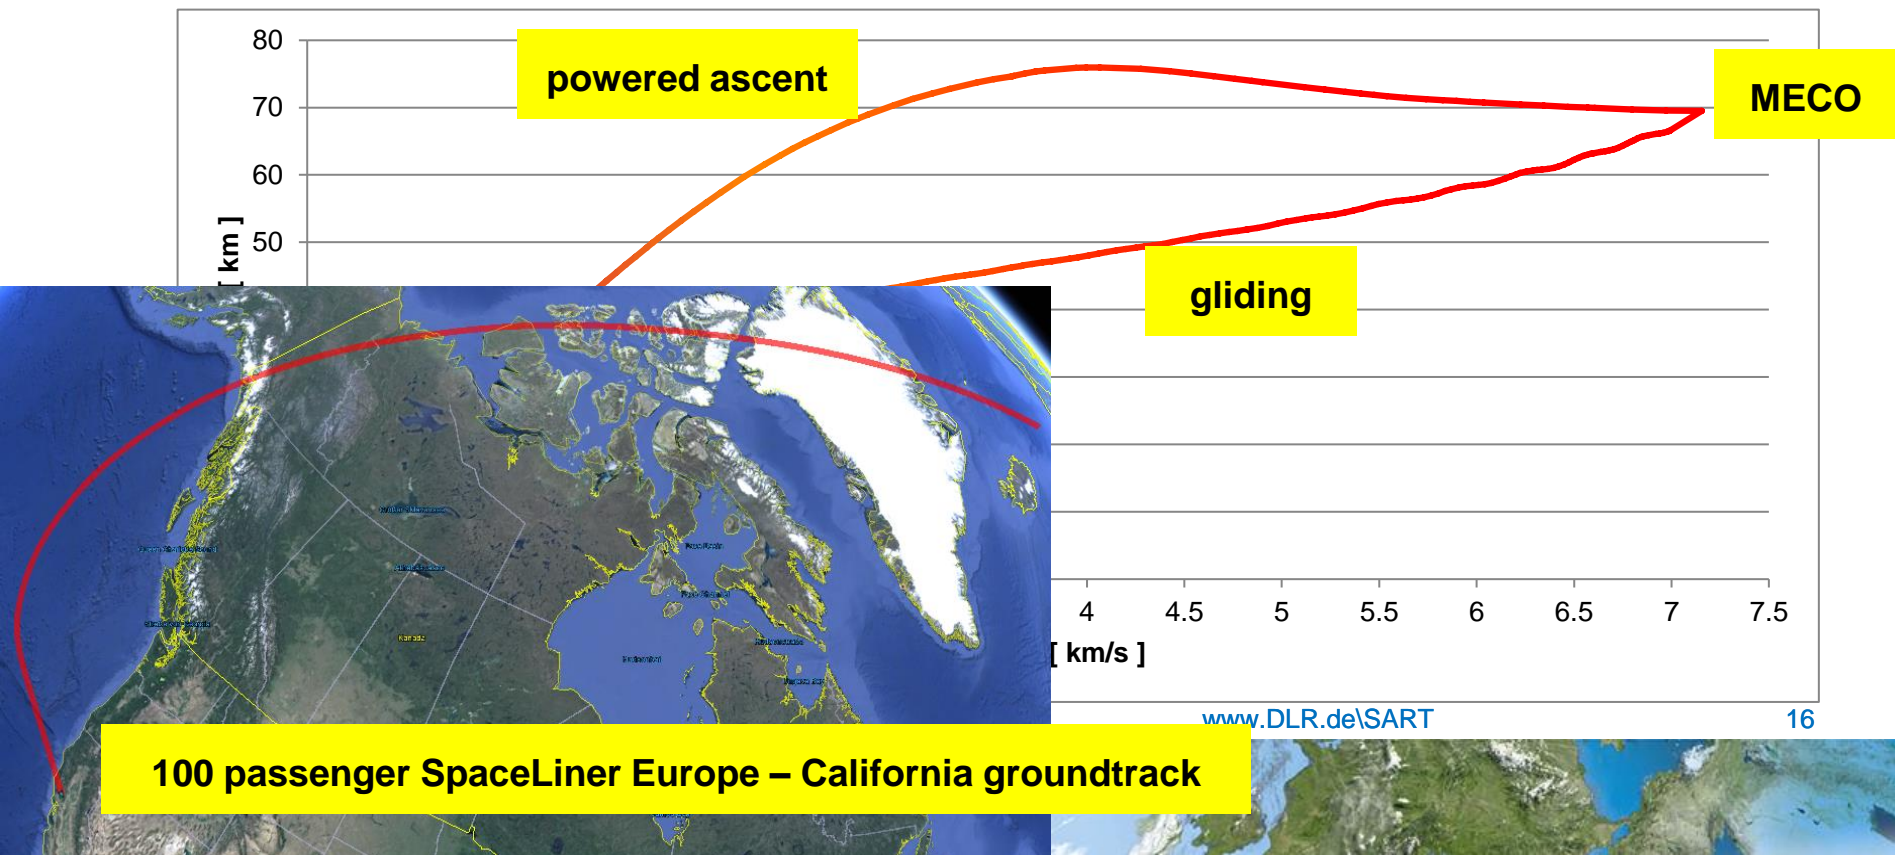 80
powered ascent
MECO
70
60
[ km ]
50
gliding
4
4.5
5
5.5
6
6.5
7
7.5
[ km/s ]
Kanada
www.DLR.de\SART
16
100 passenger SpaceLiner Europe – California groundtrack